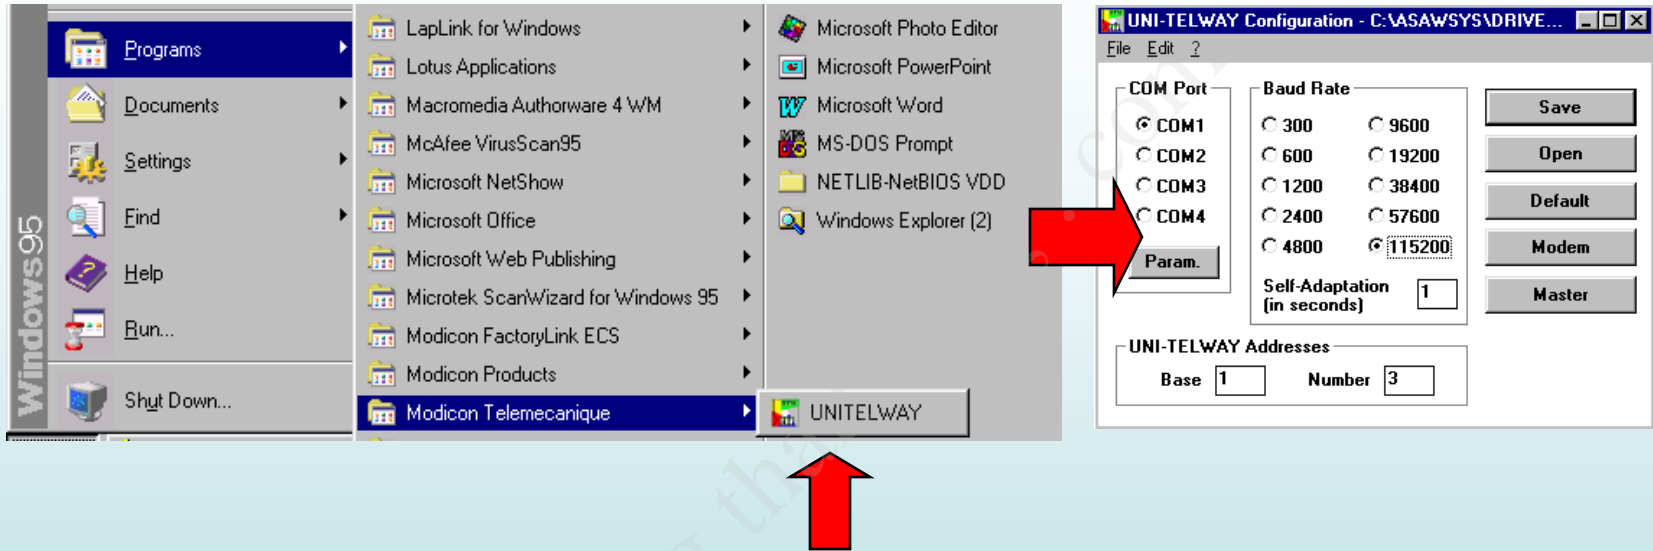 Windows95
Programs
Documents
Settings
Find
Help
Run...
Shut Down...
LapLink for Windows
Lotus Applications
Macromedia Authorware 4 WM
McAfee VirusScan95
Microsoft NetShow
Microsoft Office
Microsoft Web Publishing
Microtek ScanWizard for Windows 95
Modicon FactoryLink ECS
Modicon Products
Modicon Telemecanique
Microsoft Photo Editor
Microsoft PowerPoint
Microsoft Word
MS-DOS Prompt
NETLIB-NetBIOS VDD
Windows Explorer (2)
UNITELWAY
UNI-TELWAY Configuration - C:\ASAWSYS\DRIVE...
File Edit ?
COM Port
COM1
COM2
COM3
COM4
Param.
Baud Rate
300 9600
600 19200
1200 38400
2400 57600
4800 115200
Self-Adaptation
(in seconds) 1
Save
Open
Default
Modem
Master
UNI-TELWAY Addresses
Base 1 Number 3